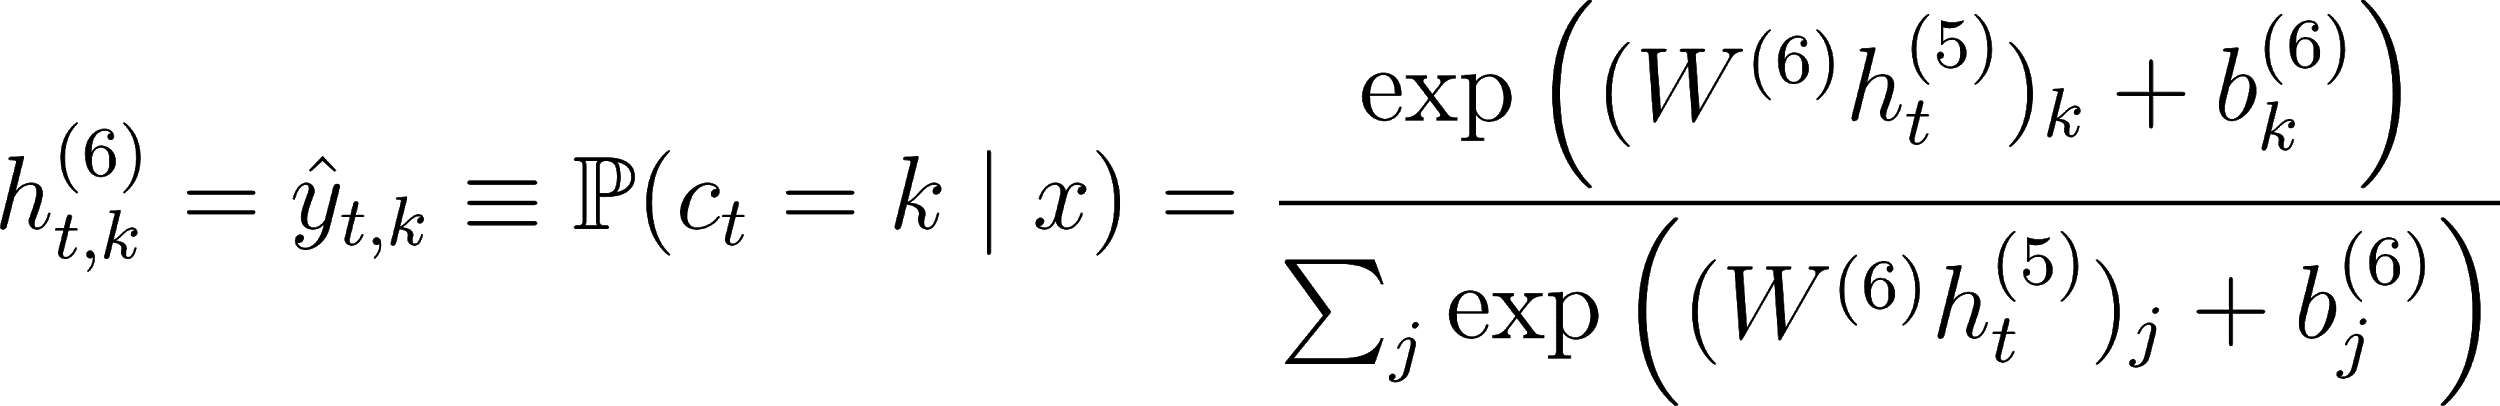 $h_{t,k}^{(6)} = \hat{y}_{t,k} \equiv \mathbb{P}(c_t = k \mid x) = \frac{\exp\left((W^{(6)} h_t^{(5)})_k + b_k^{(6)}\right)}{\sum_j \exp\left((W^{(6)} h_t^{(5)})_j + b_j^{(6)}\right)}$